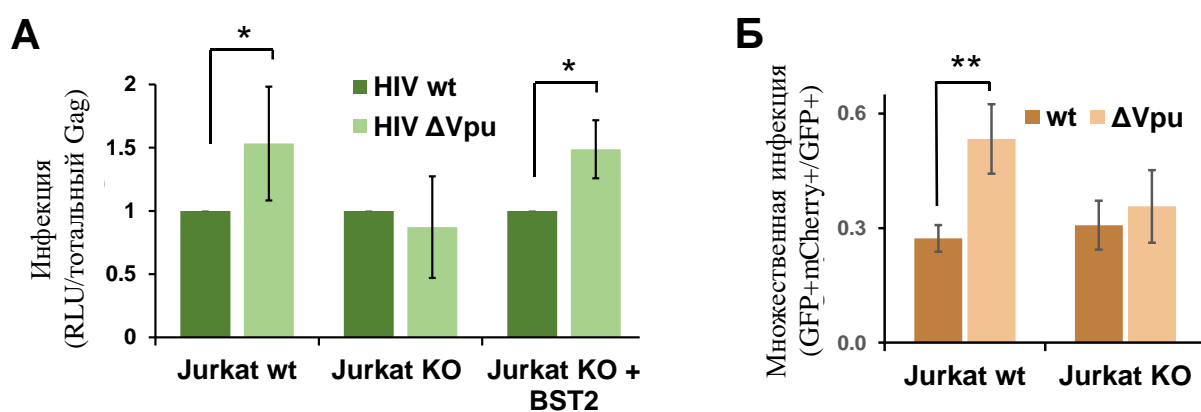 А
Инфекция
(RLU/тотальный Gag)
2
1.5
1
0.5
0
*
*
HIV wt
HIV ΔVpu
Jurkat wt
Jurkat KO
Jurkat KO +
BST2
Б
Множественная инфекция
(GFP+mCherry+/GFP+)
0.6
0.3
0.0
**
wt
ΔVpu
Jurkat wt
Jurkat KO